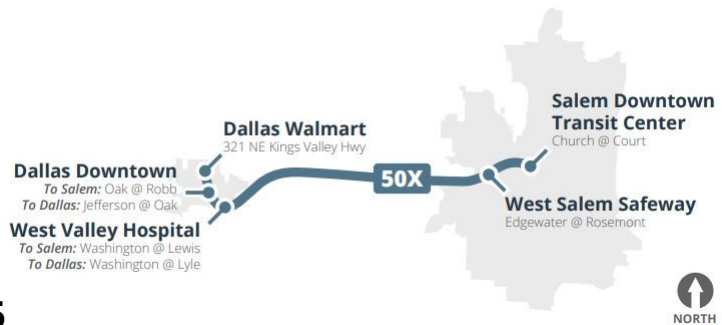 Salem Downtown
Transit Center
Church @ Court
Dallas Walmart
321 NE Kings Valley Hwy
Dallas Downtown
To Salem: Oak @ Robb
To Dallas: Jefferson @ Oak
50X
West Salem Safeway
Edgewater @ Rosemont
West Valley Hospital
To Salem: Washington @ Lewis
To Dallas: Washington @ Lyle
NORTH